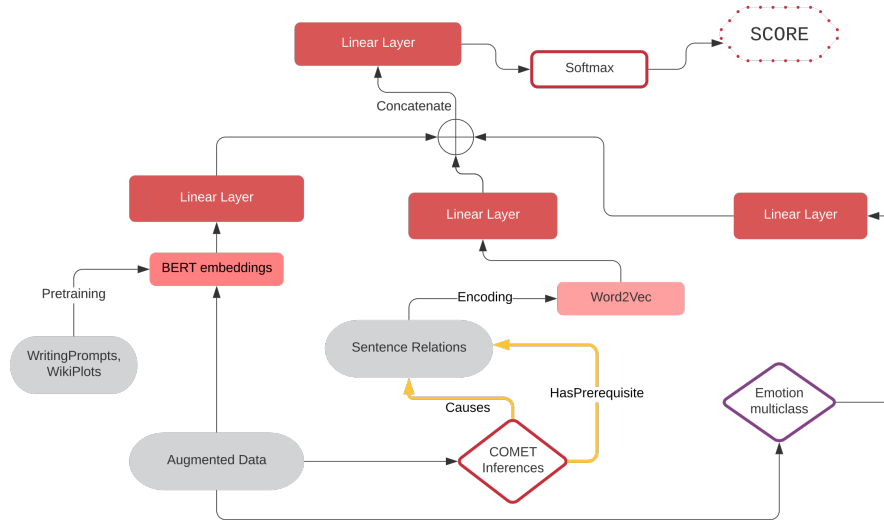 SCORE
Linear Layer
Softmax
Concatenate
Linear Layer
Linear Layer
Linear Layer
BERT embeddings
Pretraining
Encoding
Word2Vec
WritingPrompts,
WikiPlots
Sentence Relations
HasPrerequisite
Causes
Emotion
multiclass
Augmented Data
COMET
Inferences